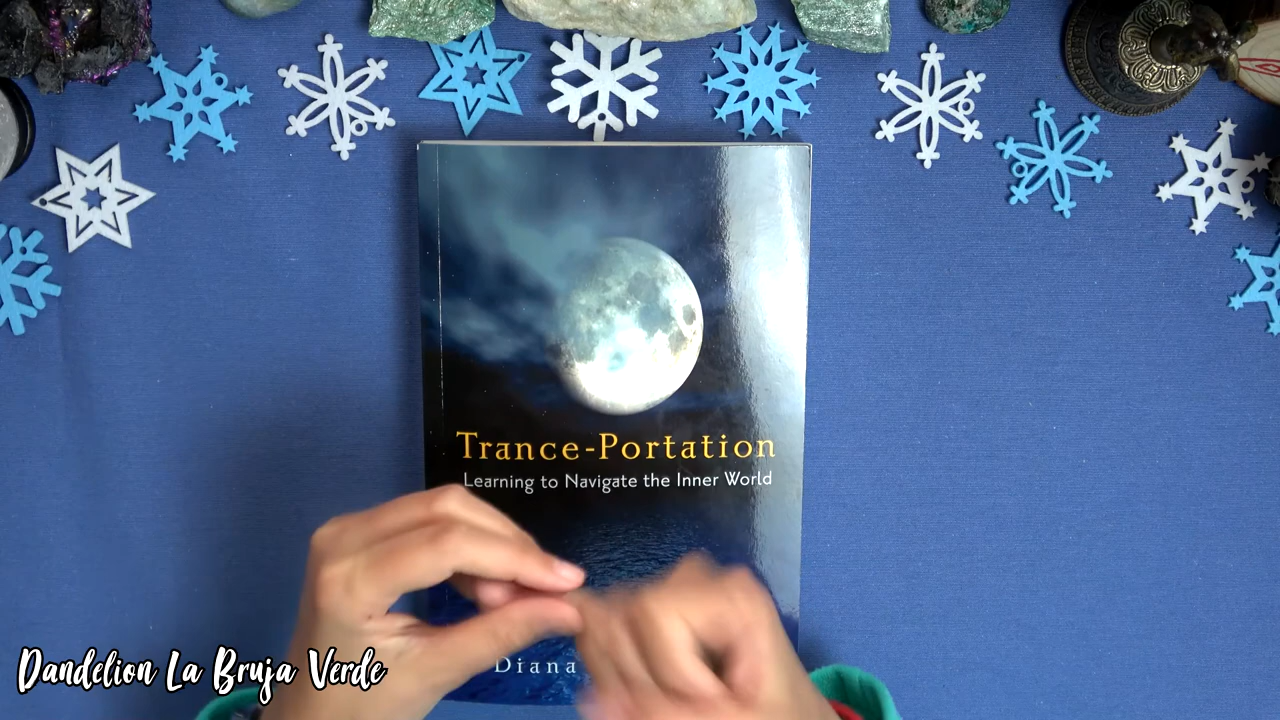 Trance-Portation
Learning to Navigate the Inner World
Diana
Dandelion La Bruja Verde